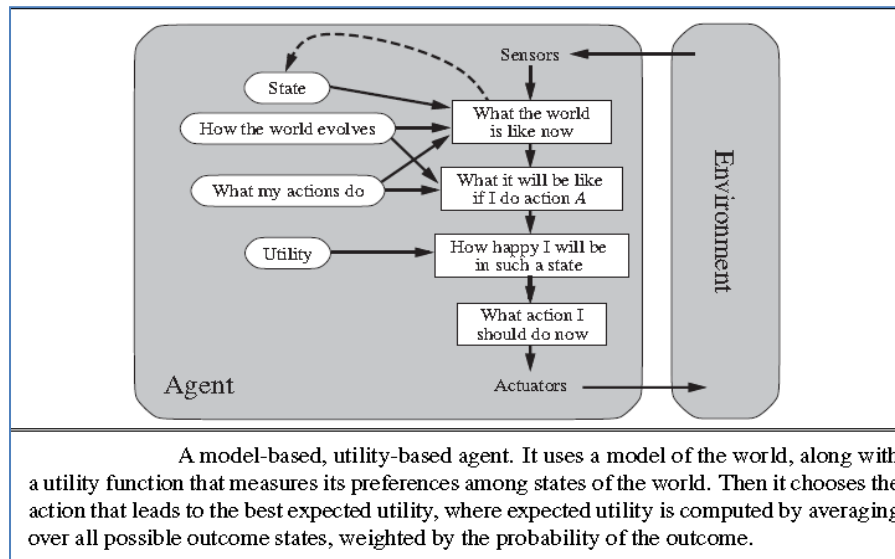 Sensors
State
What the world
is like now
How the world evolves
What my actions do
What it will be like
if I do action A
Utility
How happy I will be
in such a state
What action I
should do now
Agent
Actuators
Environment
A model-based, utility-based agent. It uses a model of the world, along with
a utility function that measures its preferences among states of the world. Then it chooses the
action that leads to the best expected utility, where expected utility is computed by averaging
over all possible outcome states, weighted by the probability of the outcome.